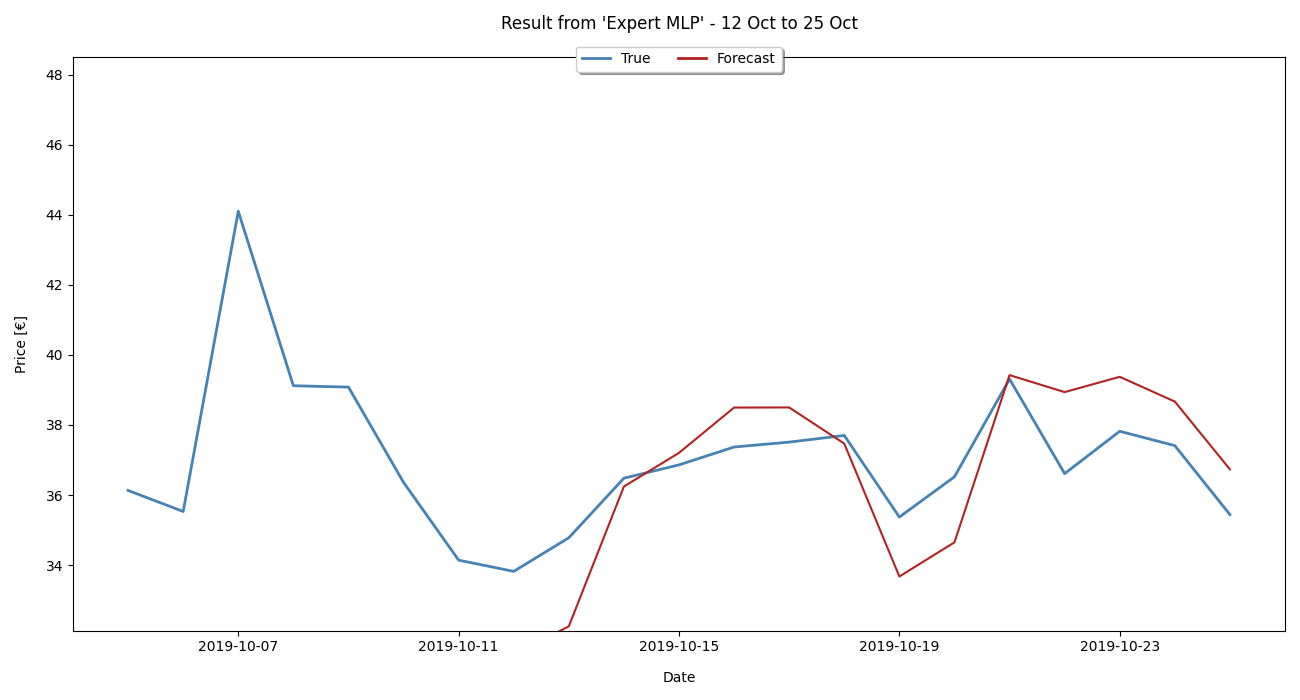 Result from 'Expert MLP' - 12 Oct to 25 Oct
True Forecast
48
46
44
42
40
38
36
34
Price [€]
2019-10-07 2019-10-11 2019-10-15 2019-10-19 2019-10-23
Date